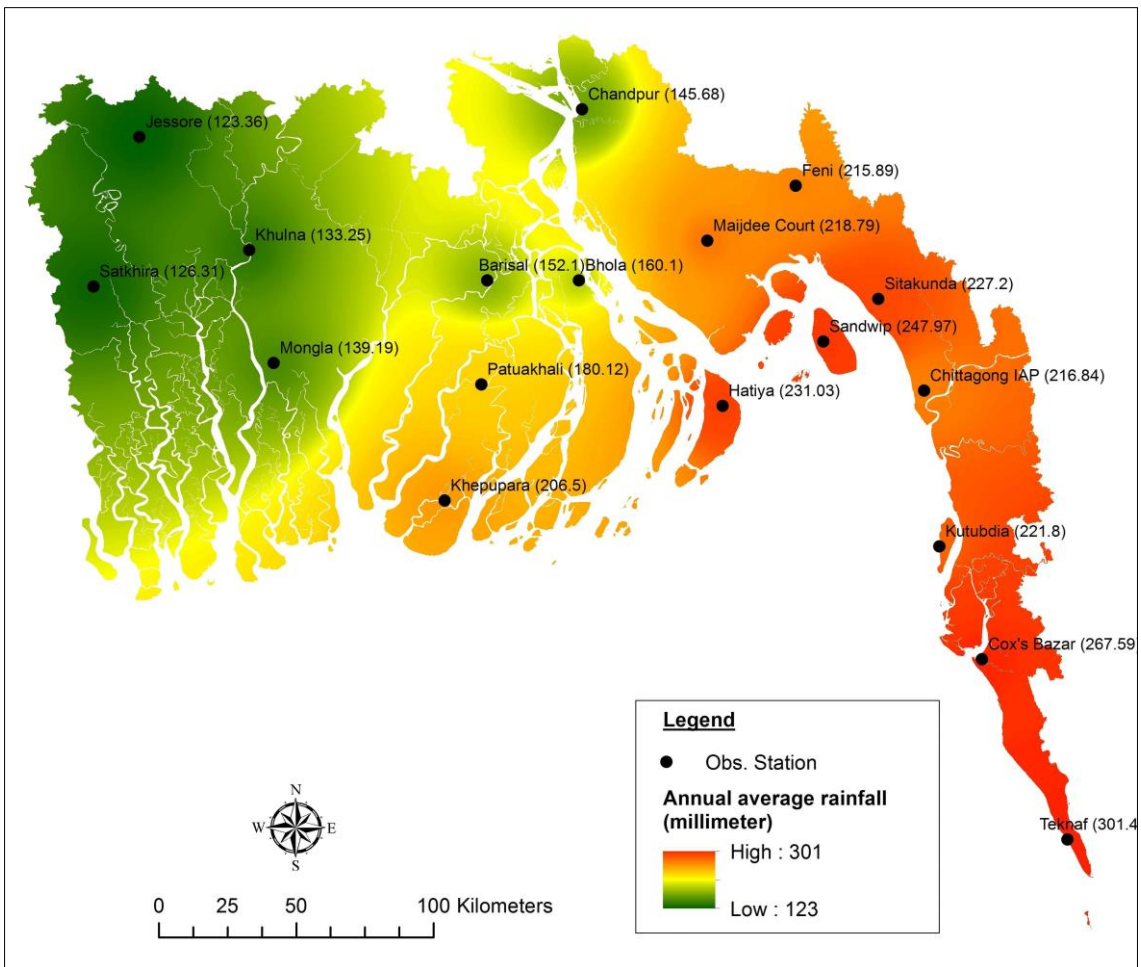 Chandpur (145.68)
Jessore (123.36)
Feni (215.89)
Maijdee Court (218.79)
Khulna (133.25)
Satkhira (126.31)
Barisal (152.1)
Bhola (160.1)
Sitakunda (227.2)
Sandwip (247.97)
Mongla (139.19)
Patuakhali (180.12)
Chittagong IAP (216.84)
Hatiya (231.03)
Khepupara (206.5)
Kutubdia (221.8)
Cox's Bazar (267.59)
Legend
Obs. Station
Annual average rainfall
(millimeter)
High : 301
Low : 123
N
W E
S
Teknaf (301.4
0 25 50 100 Kilometers